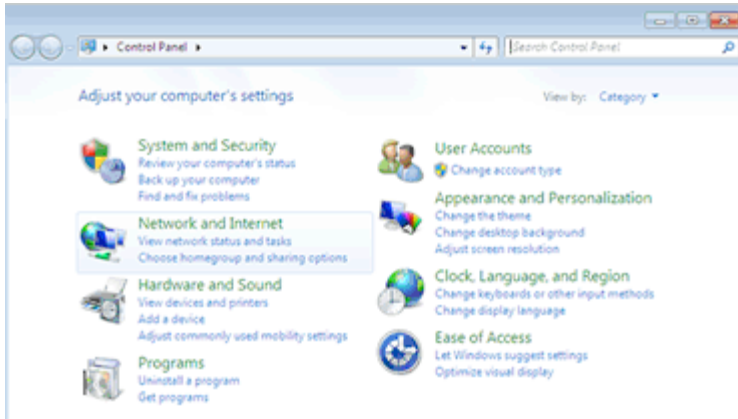 Control Panel
Search Control Panel
Adjust your computer's settings
View by: Category
System and Security
Review your computer's status
Back up your computer
Find and fix problems
Network and Internet
View network status and tasks
Choose homegroup and sharing options
Hardware and Sound
View devices and printers
Add a device
Adjust commonly used mobility settings
Programs
Uninstall a program
Get programs
User Accounts
Change account type
Appearance and Personalization
Change the theme
Change desktop background
Adjust screen resolution
Clock, Language, and Region
Change keyboards or other input methods
Change display language
Ease of Access
Let Windows suggest settings
Optimize visual display